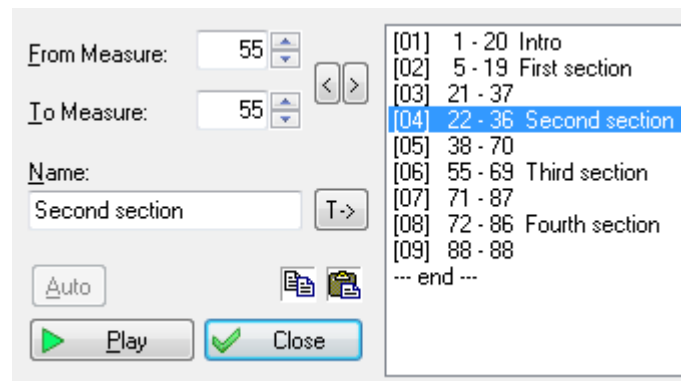 From Measure: 55
To Measure: 55
< >
Name:
Second section
T->
Auto
Play
Close
[01] 1 - 20 Intro
[02] 5 - 19 First section
[03] 21 - 37
[04] 22 - 36 Second section
[05] 38 - 70
[06] 55 - 69 Third section
[07] 71 - 87
[08] 72 - 86 Fourth section
[09] 88 - 88
--- end ---